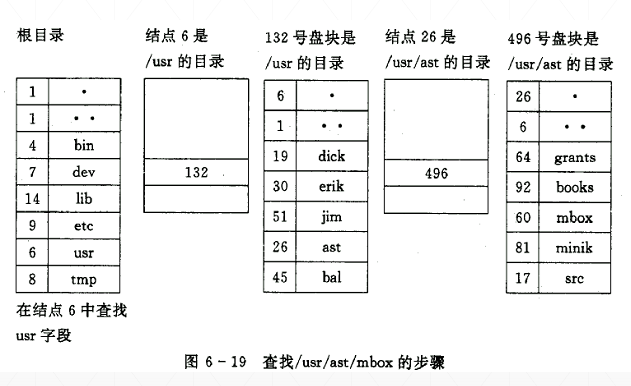 根目录
1 ·
1 · ·
4 bin
7 dev
14 lib
9 etc
6 usr
8 tmp
在结点 6 中查找
usr 字段
结点 6 是
/usr 的目录
132
132 号盘块是
/usr 的目录
6 ·
1 · ·
19 dick
30 erik
51 jim
26 ast
45 bal
结点 26 是
/usr/ast 的目录
496
496 号盘块是
/usr/ast 的目录
26 ·
6 · ·
64 grants
92 books
60 mbox
81 minik
17 src
图 6-19 查找/usr/ast/mbox 的步骤